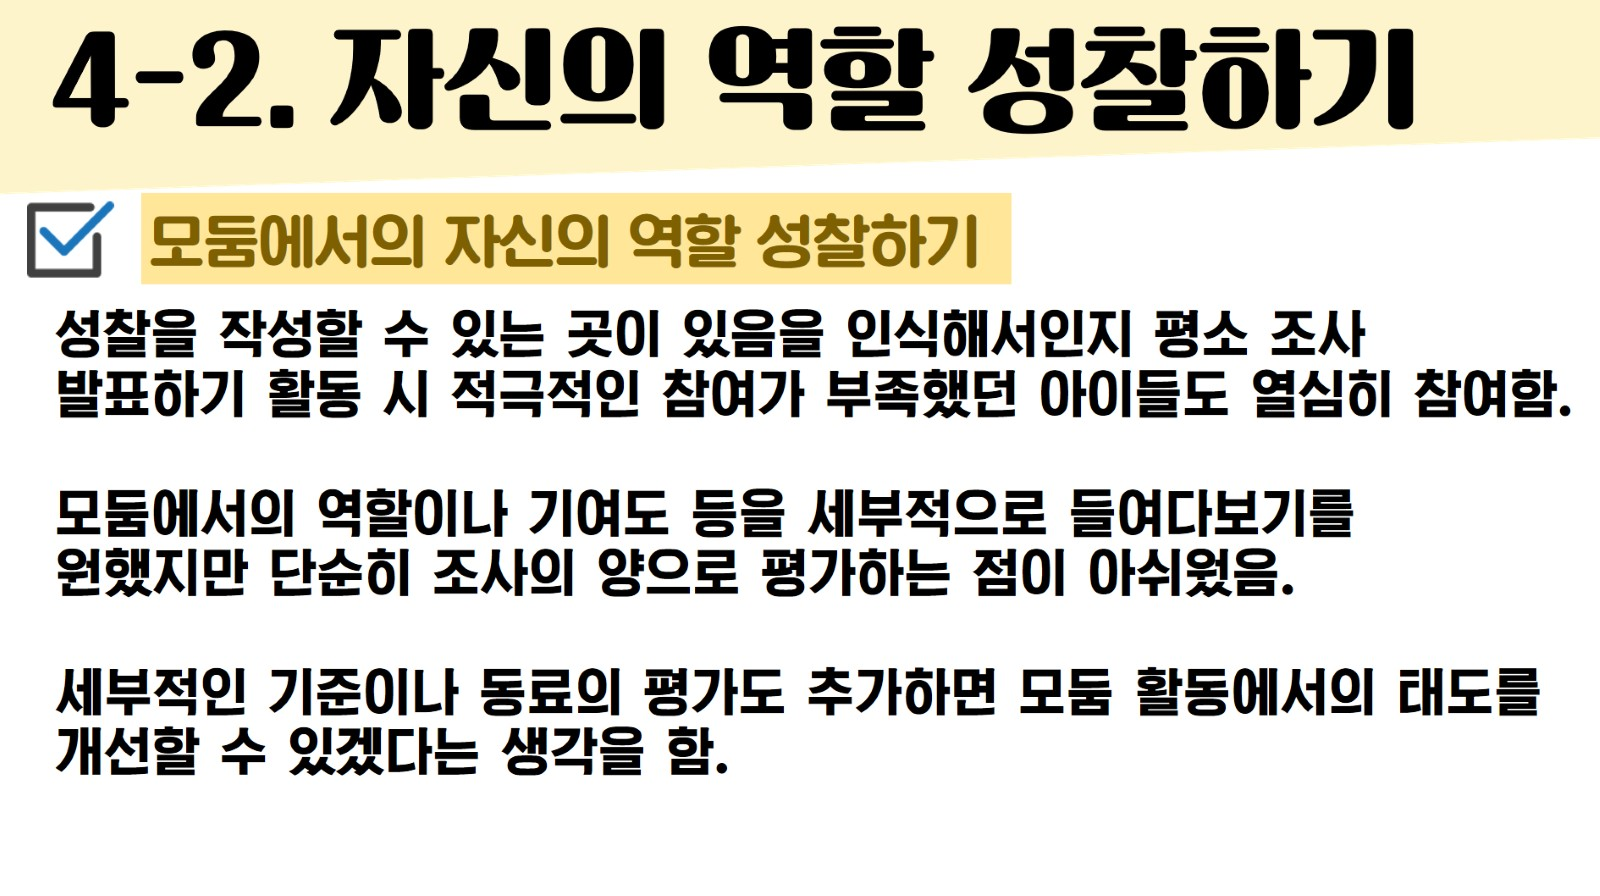 4-2. 자신의 역할 성찰하기
모둠에서의 자신의 역할 성찰하기
성찰을 작성할 수 있는 곳이 있음을 인식해서인지 평소 조사
발표하기 활동 시 적극적인 참여가 부족했던 아이들도 열심히 참여함.
모둠에서의 역할이나 기여도 등을 세부적으로 들여다보기를
원했지만 단순히 조사의 양으로 평가하는 점이 아쉬웠음.
세부적인 기준이나 동료의 평가도 추가하면 모둠 활동에서의 태도를
개선할 수 있겠다는 생각을 함.